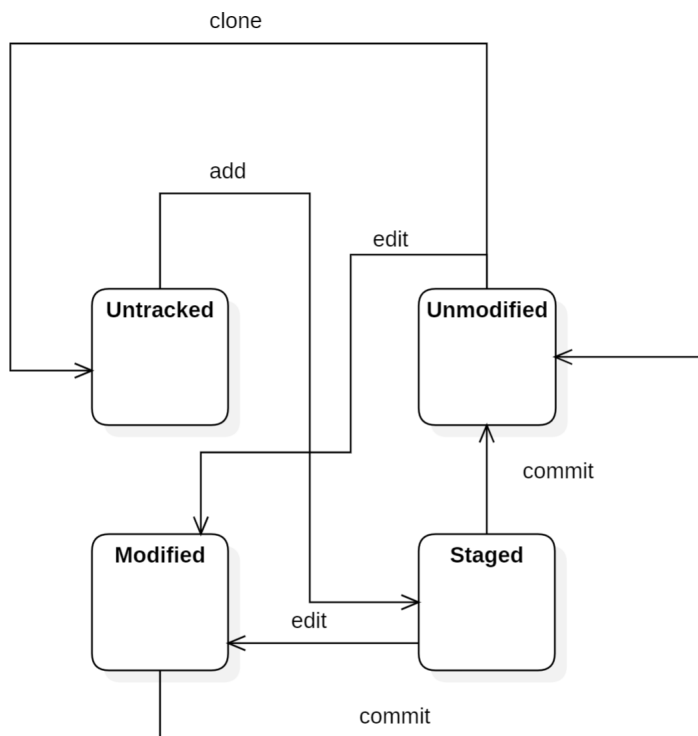 clone
add
edit
Untracked
Unmodified
commit
Modified
Staged
edit
commit